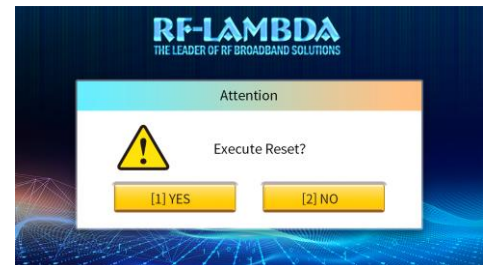 RF-LAMBDA
THE LEADER OF RF BROADBAND SOLUTIONS
Attention
!
Execute Reset?
[1] YES
[2] NO